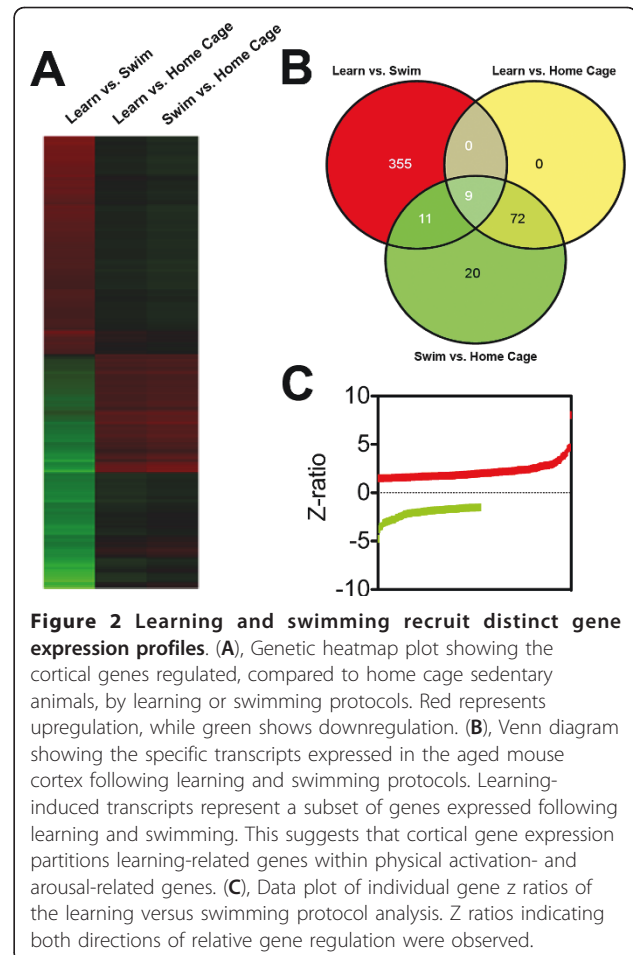 A
Learn vs. Swim
Learn vs. Home Cage
Swim vs. Home Cage
B
Learn vs. Swim
Learn vs. Home Cage
355
0
0
9
11
72
20
Swim vs. Home Cage
C
Z-ratio
10
5
0
-5
-10
Figure 2 Learning and swimming recruit distinct gene
expression profiles. (A), Genetic heatmap plot showing the
cortical genes regulated, compared to home cage sedentary
animals, by learning or swimming protocols. Red represents
upregulation, while green shows downregulation. (B), Venn diagram
showing the specific transcripts expressed in the aged mouse
cortex following learning and swimming protocols. Learning-
induced transcripts represent a subset of genes expressed following
learning and swimming. This suggests that cortical gene expression
partitions learning-related genes within physical activation- and
arousal-related genes. (C), Data plot of individual gene z ratios of
the learning versus swimming protocol analysis. Z ratios indicating
both directions of relative gene regulation were observed.